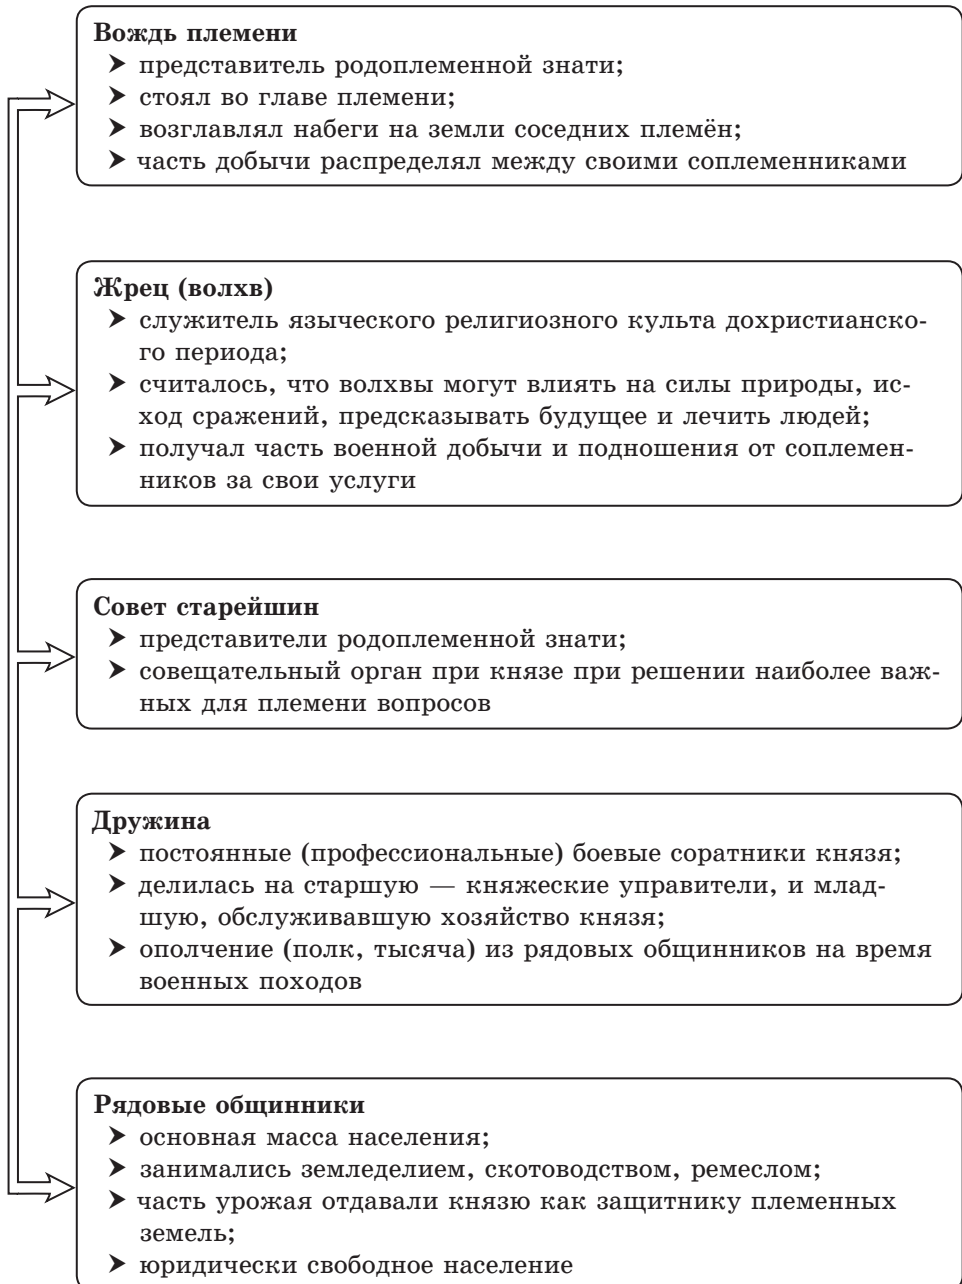 Вождь племени
➤ представитель родоплеменной знати;
➤ стоял во главе племени;
➤ возглавлял набеги на земли соседних племён;
➤ часть добычи распределял между своими соплеменниками
Жрец (волхв)
➤ служитель языческого религиозного культа дохристианско-
го периода;
➤ считалось, что волхвы могут влиять на силы природы, ис-
ход сражений, предсказывать будущее и лечить людей;
➤ получал часть военной добычи и подношения от соплемен-
ников за свои услуги
Совет старейшин
➤ представители родоплеменной знати;
➤ совещательный орган при князе при решении наиболее важ-
ных для племени вопросов
Дружина
➤ постоянные (профессиональные) боевые соратники князя;
➤ делилась на старшую — княжеские управители, и млад-
шую, обслуживавшую хозяйство князя;
➤ ополчение (полк, тысяча) из рядовых общинников на время
военных походов
Рядовые общинники
➤ основная масса населения;
➤ занимались земледелием, скотоводством, ремеслом;
➤ часть урожая отдавали князю как защитнику племенных
земель;
➤ юридически свободное население